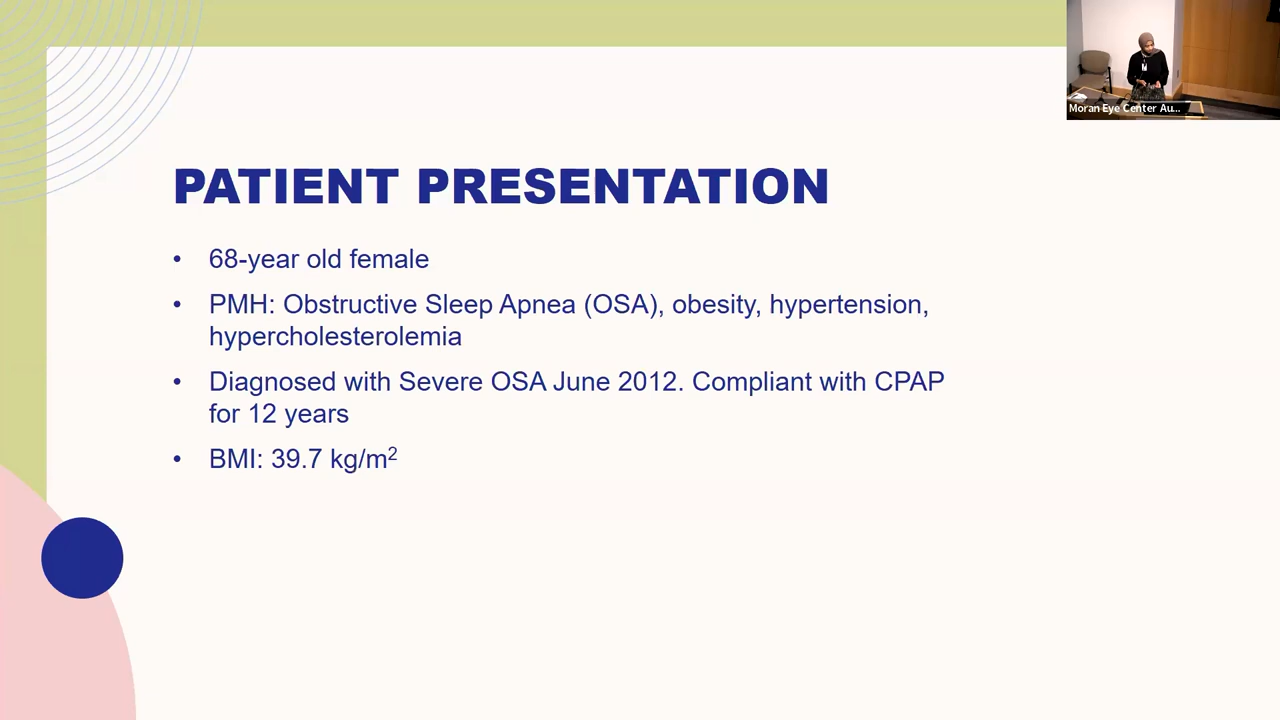 Moran Eye Center Au...
PATIENT PRESENTATION
• 68-year old female
• PMH: Obstructive Sleep Apnea (OSA), obesity, hypertension,
hypercholesterolemia
• Diagnosed with Severe OSA June 2012. Compliant with CPAP
for 12 years
• BMI: 39.7 kg/m²